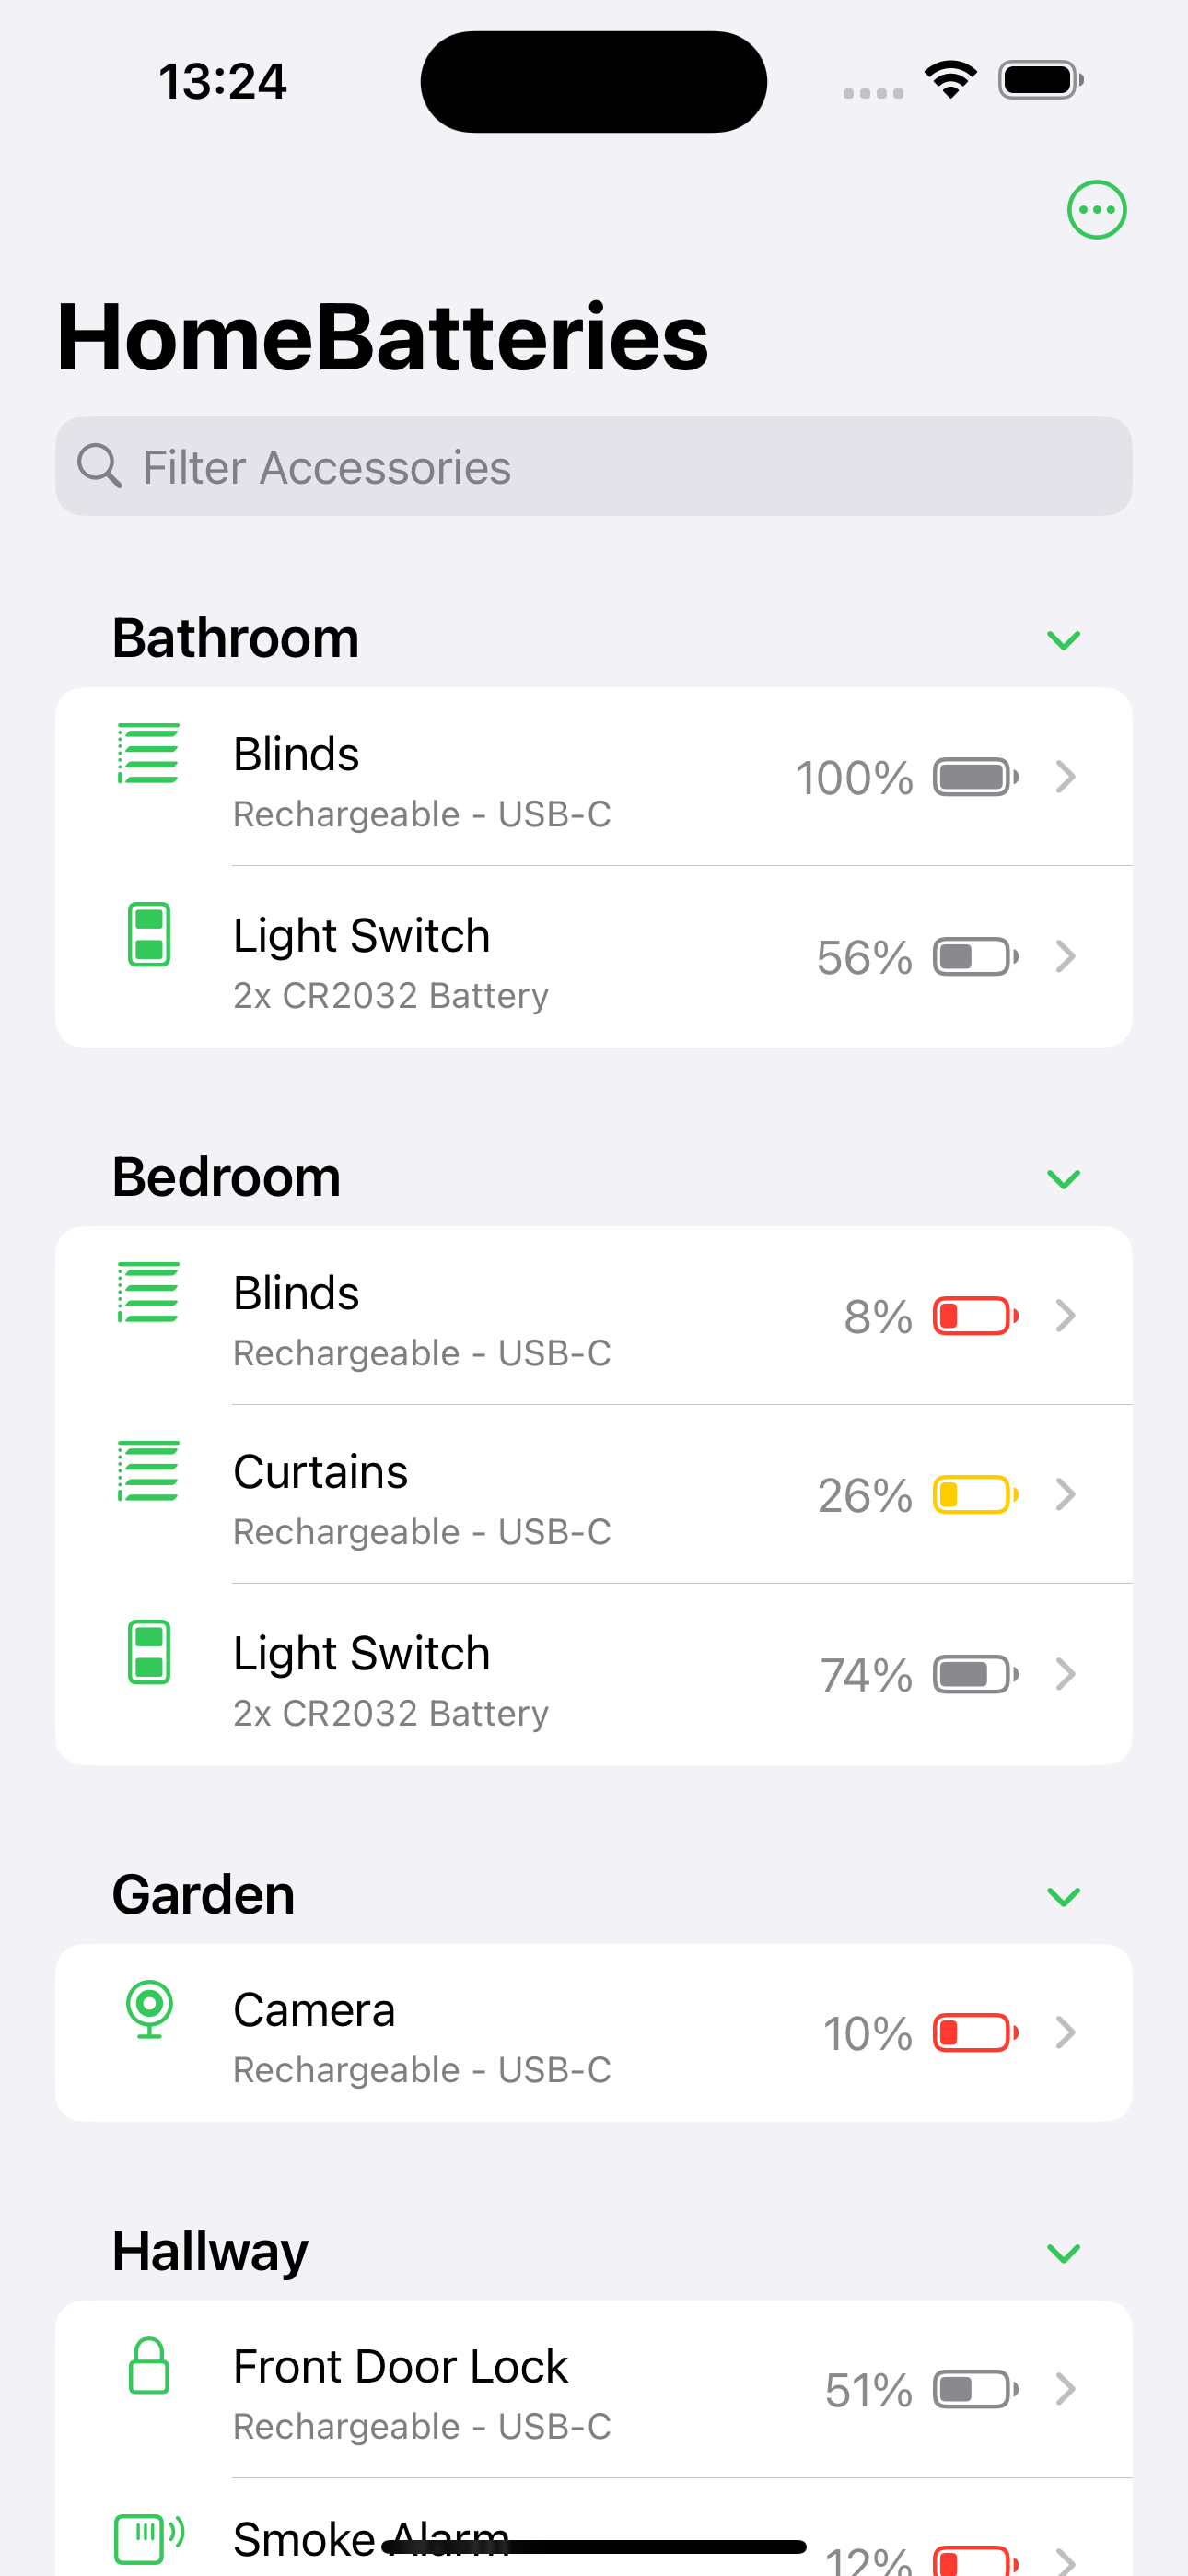 13:24
HomeBatteries
Filter Accessories
Bathroom
Blinds
100%
Rechargeable - USB-C
Light Switch
56%
2x CR2032 Battery
Bedroom
Blinds
8%
Rechargeable - USB-C
Curtains
26%
Rechargeable - USB-C
Light Switch
74%
2x CR2032 Battery
Garden
Camera
10%
Rechargeable - USB-C
Hallway
Front Door Lock
51%
Rechargeable - USB-C
Smoke Alarm
12%